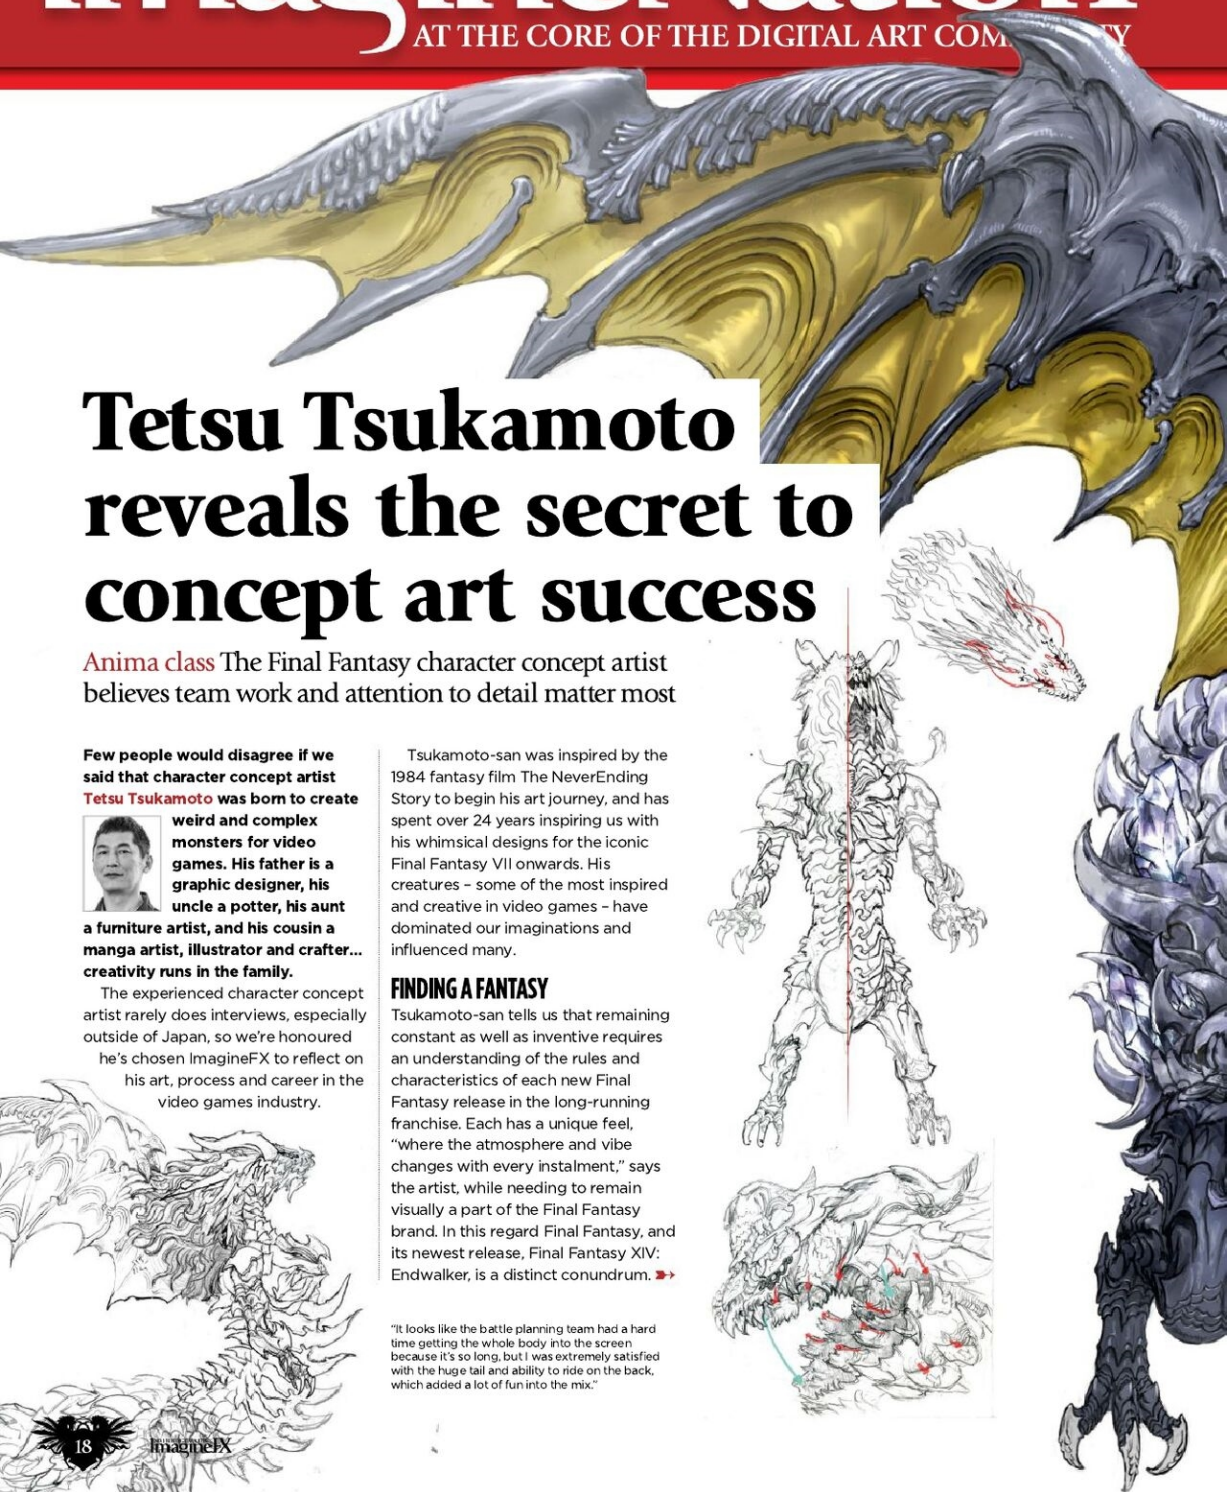 ImagineNation
AT THE CORE OF THE DIGITAL ART COM TY
Tetsu Tsukamoto
reveals the secret to
concept art success
Anima class The Final Fantasy character concept artist
believes team work and attention to detail matter most
Few people would disagree if we
said that character concept artist
Tetsu Tsukamoto was born to create
weird and complex
monsters for video
games. His father is a
graphic designer, his
uncle a potter, his aunt
a furniture artist, and his cousin a
manga artist, illustrator and crafter...
creativity runs in the family.
The experienced character concept
artist rarely does interviews, especially
outside of Japan, so we're honoured
he's chosen ImagineFX to reflect on
his art, process and career in the
video games industry.
Tsukamoto-san was inspired by the
1984 fantasy film The NeverEnding
Story to begin his art journey, and has
spent over 24 years inspiring us with
his whimsical designs for the iconic
Final Fantasy VII onwards. His
creatures – some of the most inspired
and creative in video games – have
dominated our imaginations and
influenced many.
FINDING A FANTASY
Tsukamoto-san tells us that remaining
constant as well as inventive requires
an understanding of the rules and
characteristics of each new Final
Fantasy release in the long-running
franchise. Each has a unique feel,
“where the atmosphere and vibe
changes with every instalment,” says
the artist, while needing to remain
visually a part of the Final Fantasy
brand. In this regard Final Fantasy, and
its newest release, Final Fantasy XIV:
Endwalker, is a distinct conundrum.
“It looks like the battle planning team had a hard
time getting the whole body into the screen
because it's so long, but I was extremely satisfied
with the huge tail and ability to ride on the back,
which added a lot of fun into the mix.”
18
ImagineFX